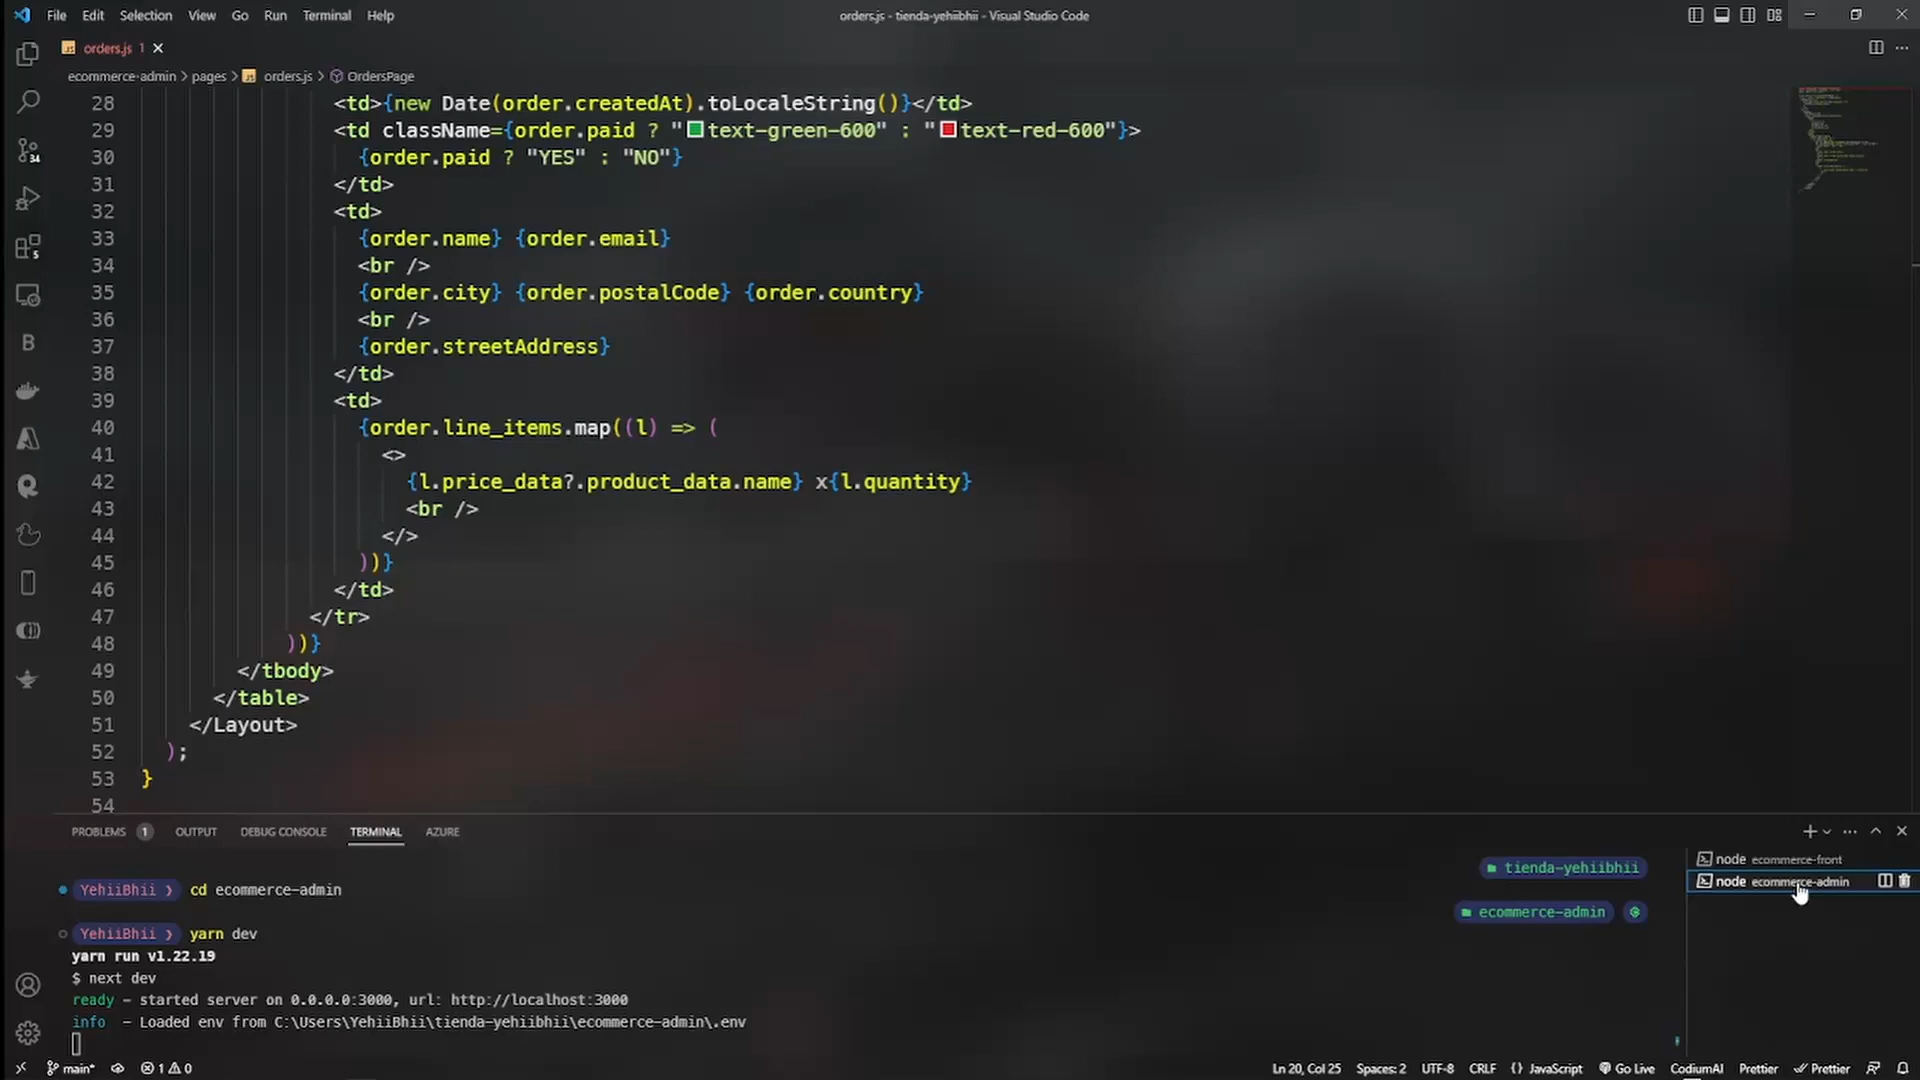 File Edit Selection View Go Run Terminal Help
orders.js - tienda-yehiibhii - Visual Studio Code
orders.js 1
ecommerce-admin > pages > orders.js > OrdersPage
28 <td>{new Date(order.createdAt).toLocaleString()}</td>
29 <td className={order.paid ? "text-green-600" : "text-red-600"}>
30 {order.paid ? "YES" : "NO"}
31 </td>
32 <td>
33 {order.name} {order.email}
34 <br />
35 {order.city} {order.postalCode} {order.country}
36 <br />
37 {order.streetAddress}
38 </td>
39 <td>
40 {order.line_items.map((l) => (
41 <>
42 {l.price_data?.product_data.name} x{l.quantity}
43 <br />
44 </>
45 ))}
46 </td>
47 </tr>
48 ))}
49 </tbody>
50 </table>
51 </Layout>
52 );
53 }
54
34
5
B
PROBLEMS 1 OUTPUT DEBUG CONSOLE TERMINAL AZURE
YehiiBhii ❯ cd ecommerce-admin
tienda-yehiibhii
YehiiBhii ❯ yarn dev
ecommerce-admin
yarn run v1.22.19
$ next dev
ready - started server on 0.0.0.0:3000, url: http://localhost:3000
info - Loaded env from C:\Users\YehiiBhii\tienda-yehiibhii\ecommerce-admin\.env
node ecommerce-front
node ecommerce-admin
main* 1 0
Ln 20, Col 25 Spaces: 2 UTF-8 CRLF {} JavaScript Go Live CodiumAI Prettier Prettier